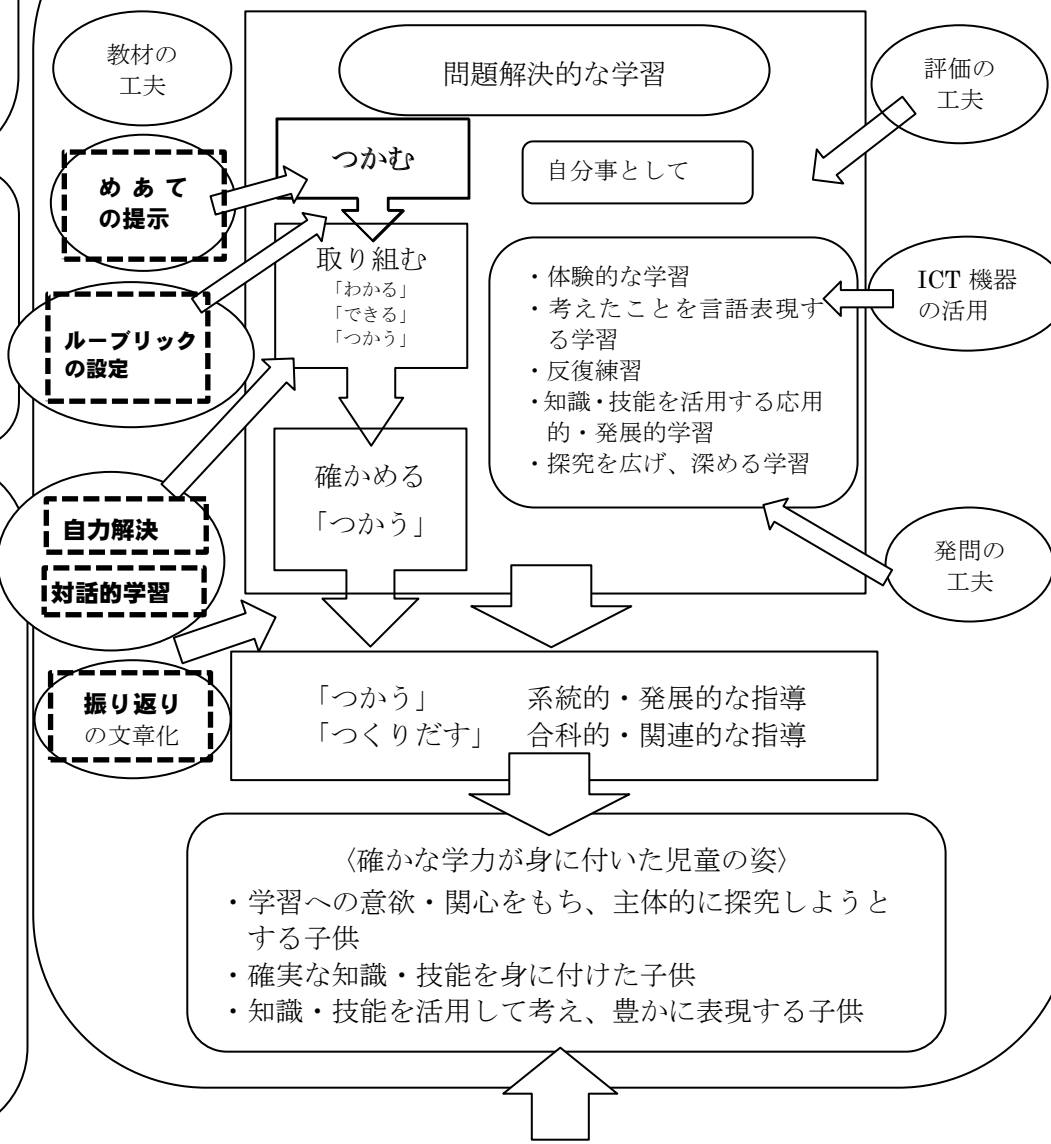 教材の
工夫
問題解決的な学習
評価の
工夫
つかむ
自分事として
めあて
の提示
取り組む
「わかる」
「できる」
「つかう」
・体験的な学習
・考えたことを言語表現す
る学習
・反復練習
・知識・技能を活用する応用
的・発展的学習
・探究を広げ、深める学習
ICT 機器
の活用
ルーブリック
の設定
確かめる
「つかう」
自力解決
対話的学習
発問の
工夫
振り返り
の文章化
「つかう」 系統的・発展的な指導
「つくりだす」 合科的・関連的な指導
〈確かな学力が身に付いた児童の姿〉
・学習への意欲・関心をもち、主体的に探究しようと
する子供
・確実な知識・技能を身に付けた子供
・知識・技能を活用して考え、豊かに表現する子供